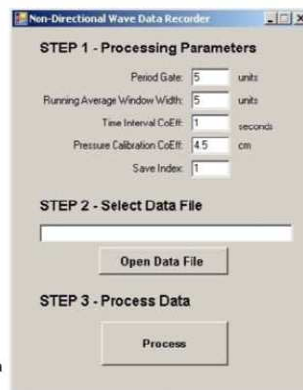 Non-Directional Wave Data Recorder
STEP 1 - Processing Parameters
Period Gate: 5 units
Running Average Window Width: 5 units
Time Interval CoEff: 1 seconds
Pressure Calibration CoEff: 4.5 cm
Save Index: 1
STEP 2 - Select Data File
Open Data File
STEP 3 - Process Data
Process